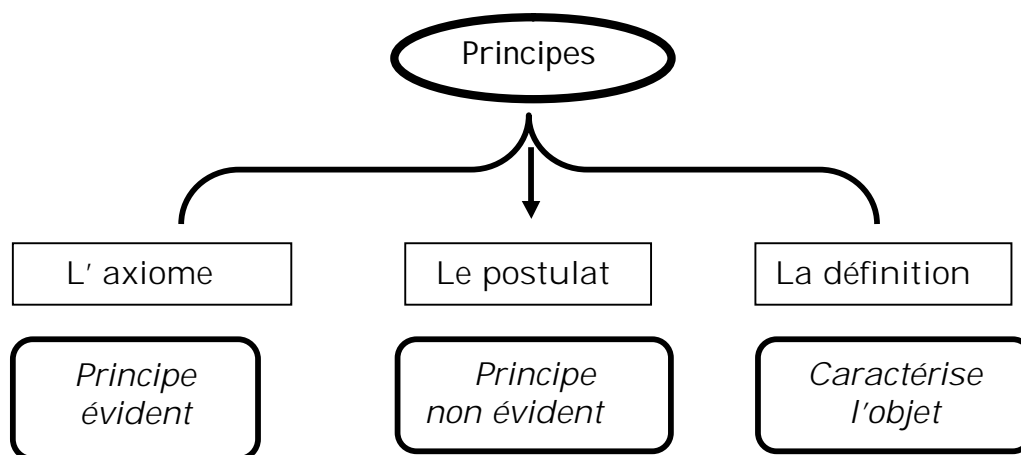 Principes
L' axiome
Le postulat
La définition
Principe
évident
Principe
non évident
Caractérise
l'objet